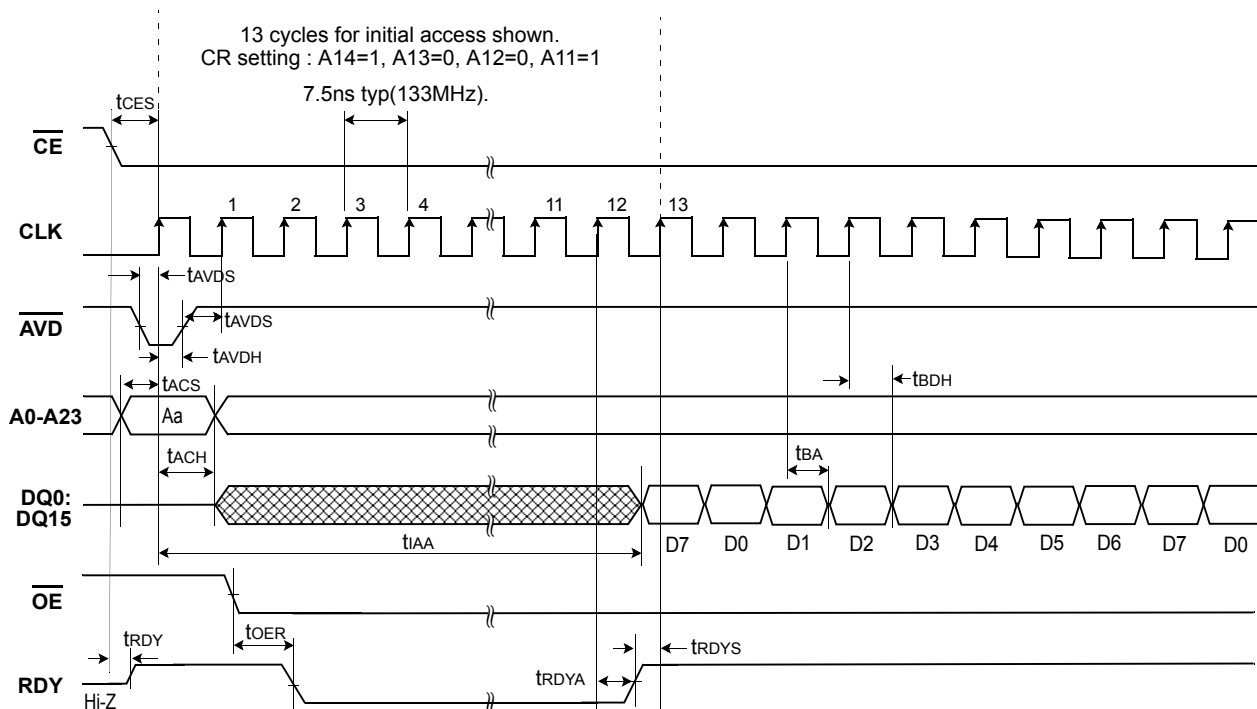 13 cycles for initial access shown.
CR setting : A14=1, A13=0, A12=0, A11=1
7.5ns typ(133MHz).
tCES
CE
1 2 3 4 11 12 13
CLK
tAVDS
AVD
tAVDS
tAVDH
tBDH
tACS
A0-A23
Aa
tACH
tBA
DQ0:
DQ15
tIAA
D7 D0 D1 D2 D3 D4 D5 D6 D7 D0
OE
tOER
tRDY
tRDYS
RDY
tRDYA
Hi-Z